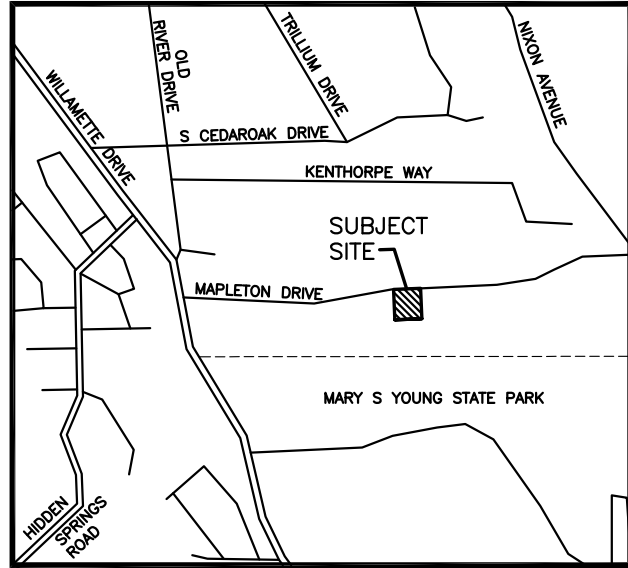 OLD
RIVER DRIVE
TRILLIUM DRIVE
NIXON AVENUE
WILLAMETTE DRIVE
S CEDAROAK DRIVE
KENTHORPE WAY
SUBJECT
SITE
MAPLETON DRIVE
MARY S YOUNG STATE PARK
HIDDEN
SPRINGS
ROAD